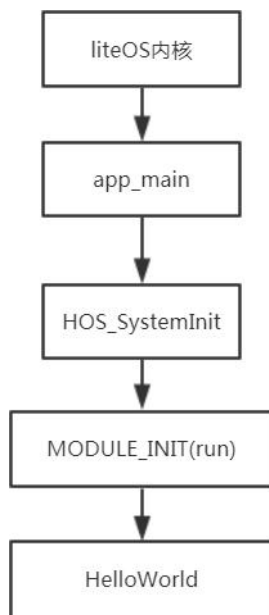 liteOS内核
app_main
HOS_SystemInit
MODULE_INIT(run)
HelloWorld